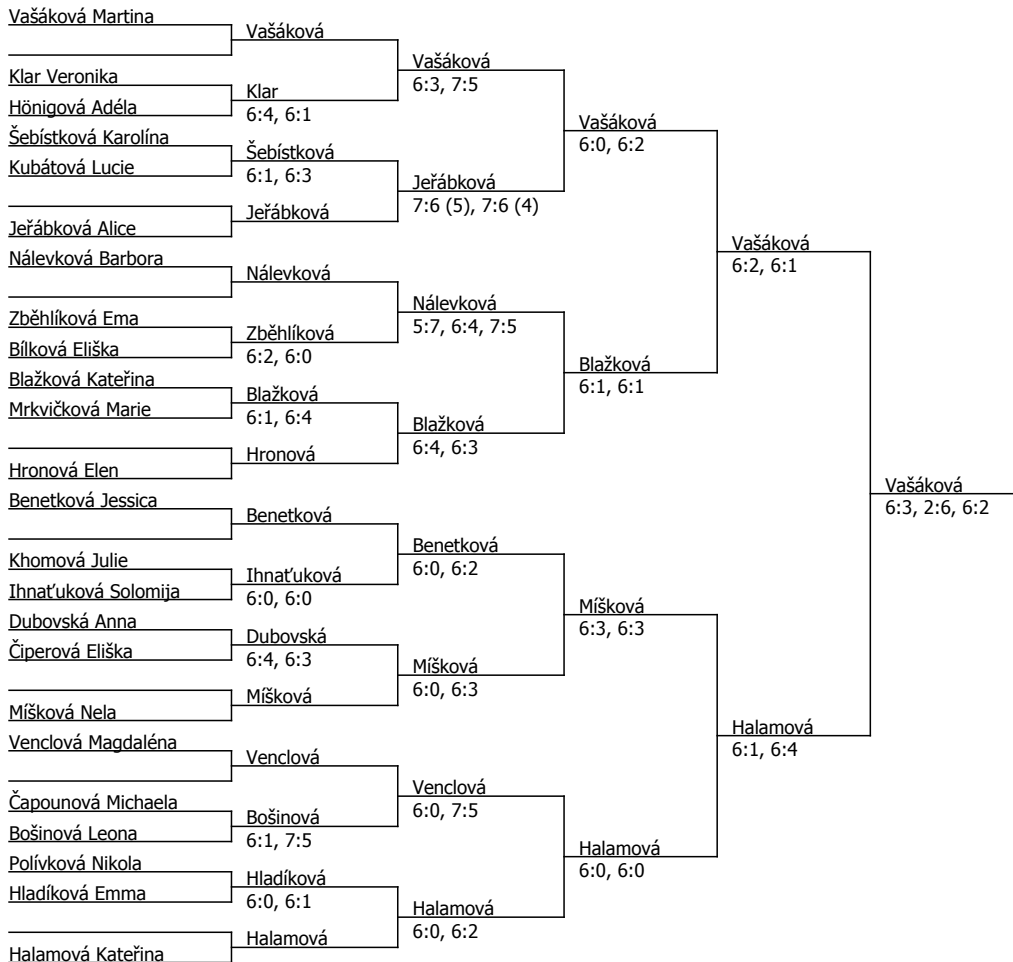 Vašáková Martina
Klar Veronika
Hönigová Adéla
Šebístková Karolína
Kubátová Lucie
Jeřábková Alice
Nálevková Barbora
Zběhlíková Ema
Bílková Eliška
Blažková Kateřina
Mrkvičková Marie
Hronová Elen
Benetková Jessica
Khomová Julie
Ihnaťuková Solomija
Dubovská Anna
Čiperová Eliška
Míšková Nela
Venclová Magdaléna
Čapounová Michaela
Bošinová Leona
Polívková Nikola
Hladíková Emma
Halamová Kateřina
Vašáková
Klar
6:4, 6:1
Šebístková
6:1, 6:3
Jeřábková
Nálevková
Zběhlíková
6:2, 6:0
Blažková
6:1, 6:4
Hronová
Benetková
Ihnaťuková
6:0, 6:0
Dubovská
6:4, 6:3
Míšková
Venclová
Bošinová
6:1, 7:5
Hladíková
6:0, 6:1
Halamová
Vašáková
6:3, 7:5
Jeřábková
7:6 (5), 7:6 (4)
Nálevková
5:7, 6:4, 7:5
Blažková
6:4, 6:3
Benetková
6:0, 6:2
Míšková
6:0, 6:3
Venclová
6:0, 7:5
Halamová
6:0, 6:2
Vašáková
6:0, 6:2
Blažková
6:1, 6:1
Míšková
6:3, 6:3
Halamová
6:0, 6:0
Vašáková
6:2, 6:1
Halamová
6:1, 6:4
Vašáková
6:3, 2:6, 6:2